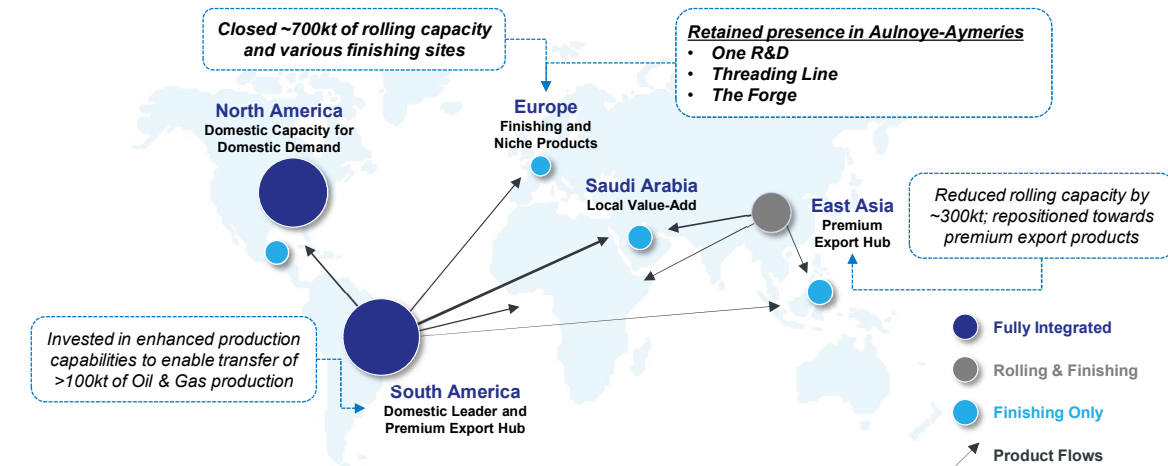 Closed ~700kt of rolling capacity
and various finishing sites
Retained presence in Aulnoye-Aymeries
• One R&D
• Threading Line
• The Forge
North America
Domestic Capacity for
Domestic Demand
Europe
Finishing and
Niche Products
Saudi Arabia
Local Value-Add
East Asia
Premium
Export Hub
Reduced rolling capacity by
~300kt; repositioned towards
premium export products
Invested in enhanced production
capabilities to enable transfer of
>100kt of Oil & Gas production
South America
Domestic Leader and
Premium Export Hub
Fully Integrated
Rolling & Finishing
Finishing Only
Product Flows